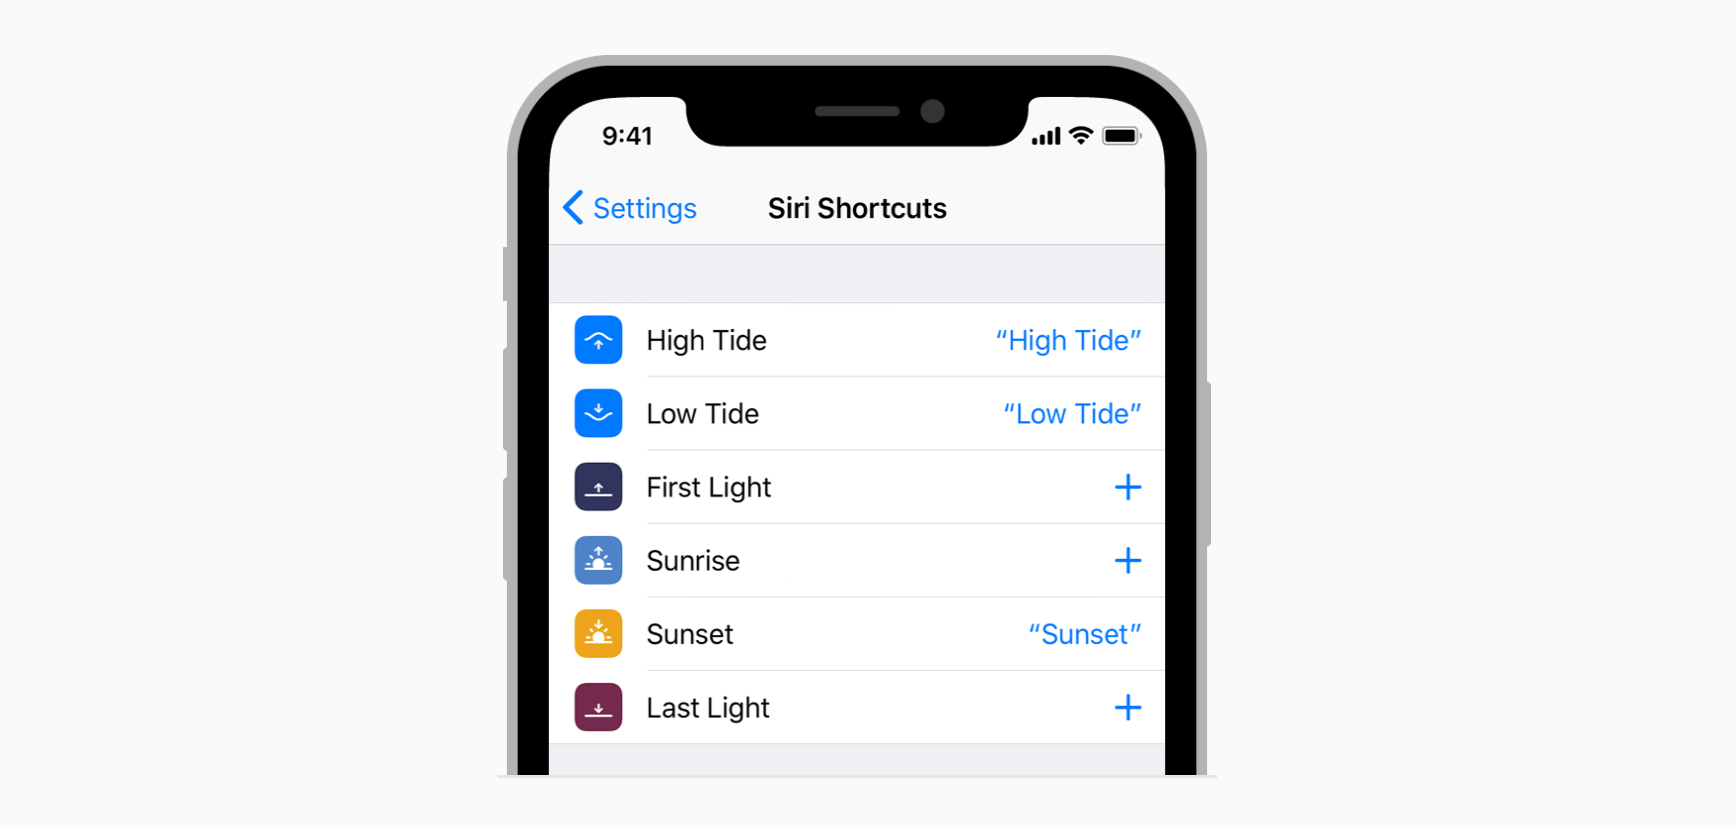 9:41
Settings Siri Shortcuts
High Tide “High Tide”
Low Tide “Low Tide”
First Light +
Sunrise +
Sunset “Sunset”
Last Light +